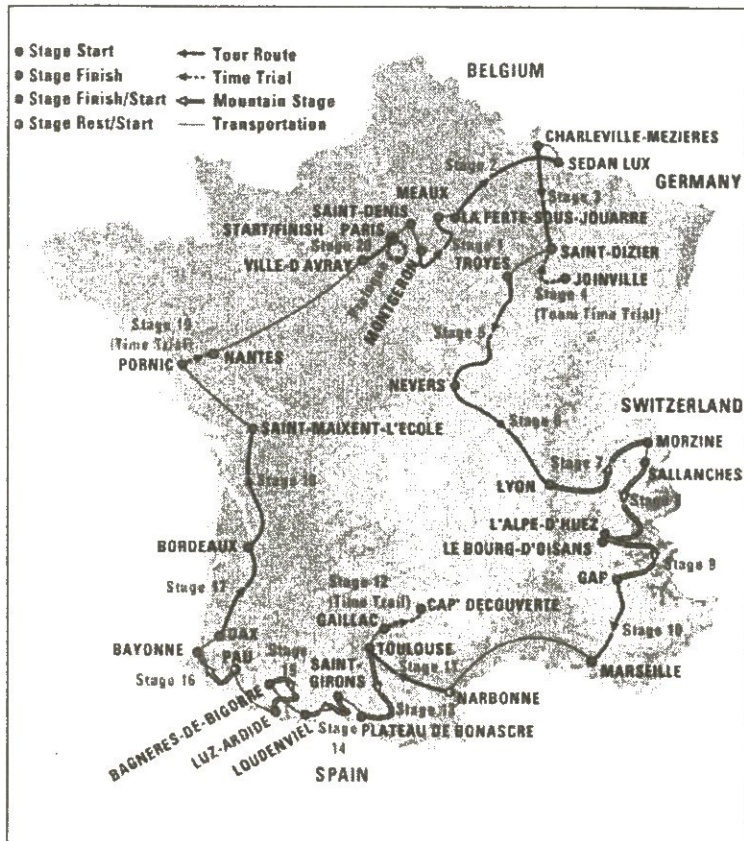 Stage Start
Stage Finish
Stage Finish/Start
Stage Rest/Start
Tour Route
Time Trial
Mountain Stage
Transportation
BELGIUM
CHARLEVILLE-MEZIERES
SEDAN LUX
GERMANY
Stage 2
Stage 3
MEAUX
SAINT-DENIS
LA FERTE-SOUS-JOUARRE
START/FINISH PARIS
Stage 20
Stage 1
SAINT-DIZIER
VILLE-D AVRAY
Prologue
MONTGERON
TROYES
JOINVILLE
Stage 4
(Team Time Trial)
Stage 5
Stage 19
(Time Trial)
NANTES
PORNIC
NEVERS
SWITZERLAND
SAINT-MAIXENT-L'ECOLE
Stage 6
MORZINE
Stage 7
SALLANCHES
LYON
Stage 8
Stage 18
L'ALPE-D'HUEZ
LE BOURG-D'OISANS
BORDEAUX
Stage 9
GAP
Stage 17
Stage 12
(Time Trail)
CAP' DECOUVERTE
GAILLAC
Stage 10
DAX
BAYONNE
PAU
TOULOUSE
Stage 11
MARSEILLE
Stage 16
Stage
15
SAINT-
GIRONS
NARBONNE
Stage 13
BAGNERES-DE-BIGORRE
LUZ-ARDIDE
LOUDENVIEL
Stage
14
PLATEAU DE BONASCRE
SPAIN